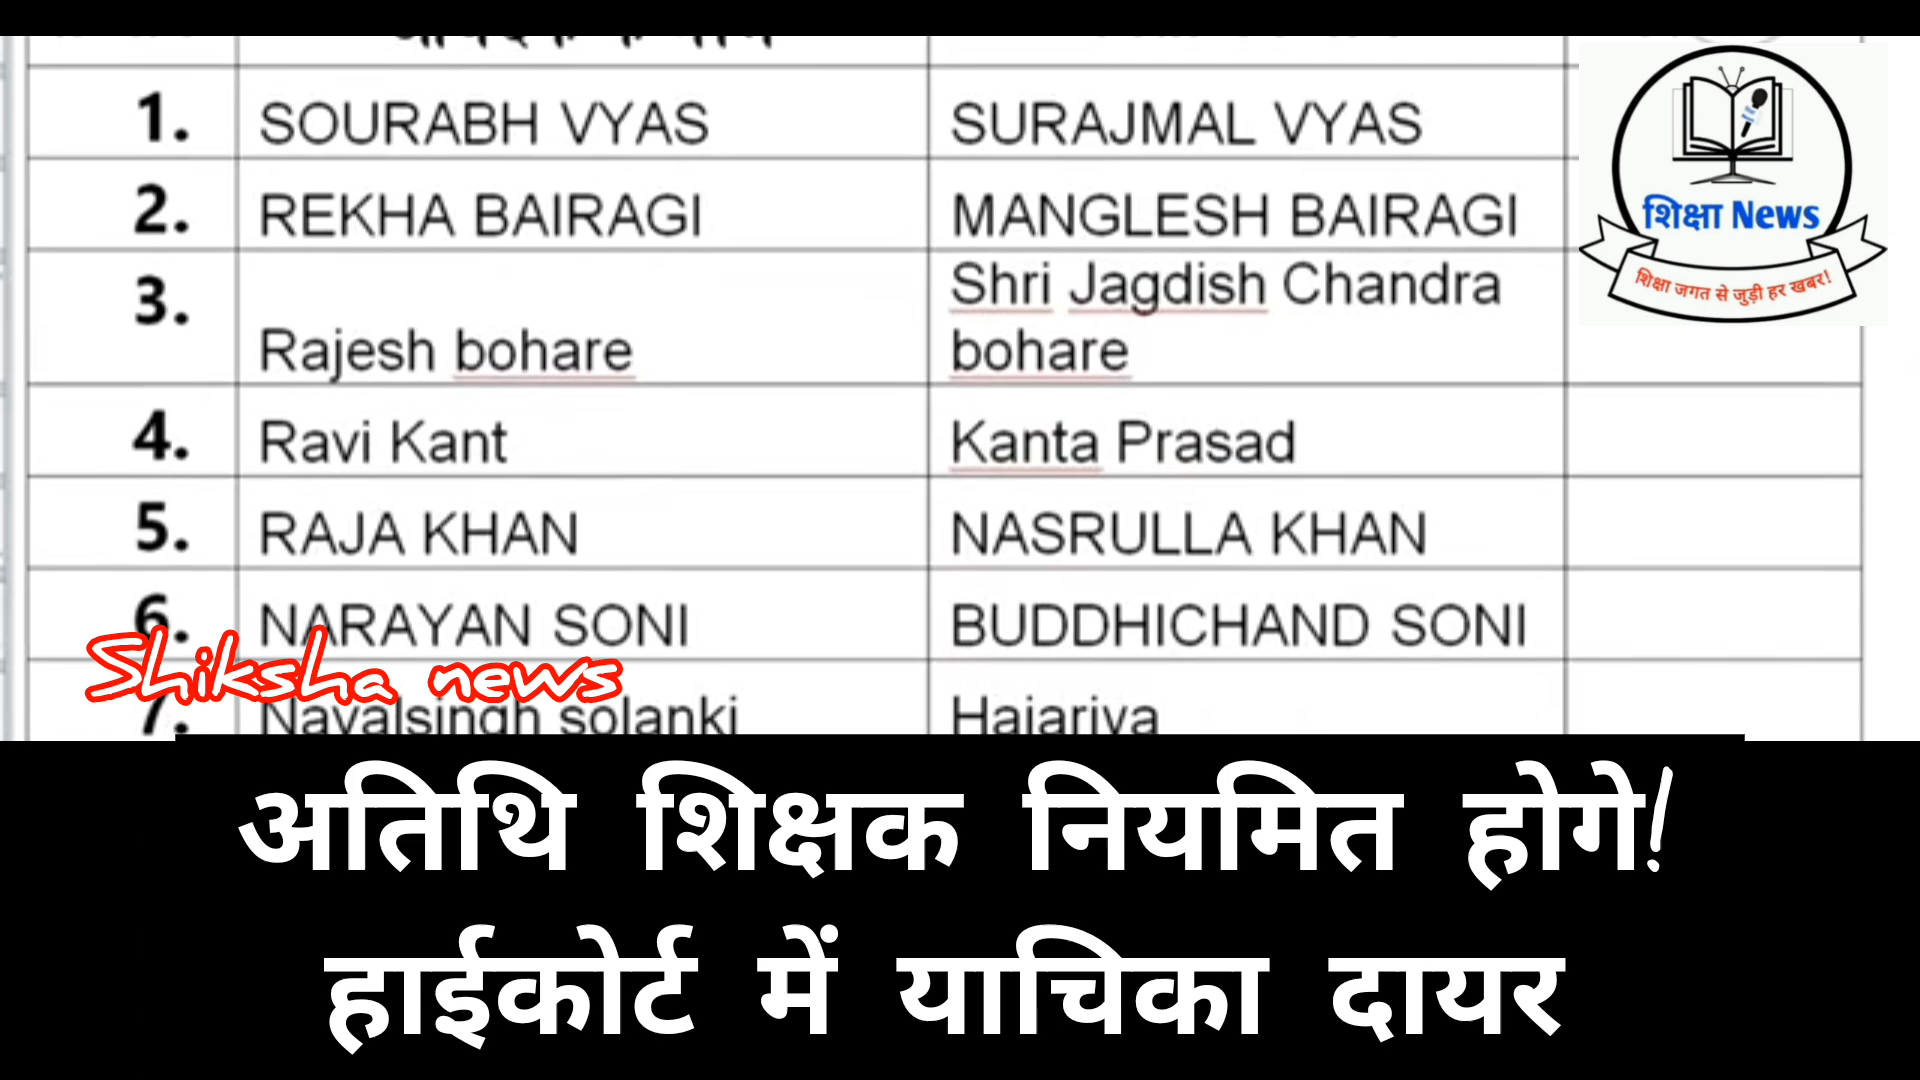 1. SOURABH VYAS SURAJMAL VYAS
2. REKHA BAIRAGI MANGLESH BAIRAGI
3. Rajesh bohare Shri Jagdish Chandra bohare
4. Ravi Kant Kanta Prasad
5. RAJA KHAN NASRULLA KHAN
6. NARAYAN SONI BUDDHICHAND SONI
7. Navalsingh solanki
शिक्षा News
शिक्षा जगत से जुड़ी हर खबर!
Shiksha news
अतिथि शिक्षक नियमित होगे!
हाईकोर्ट में याचिका दायर